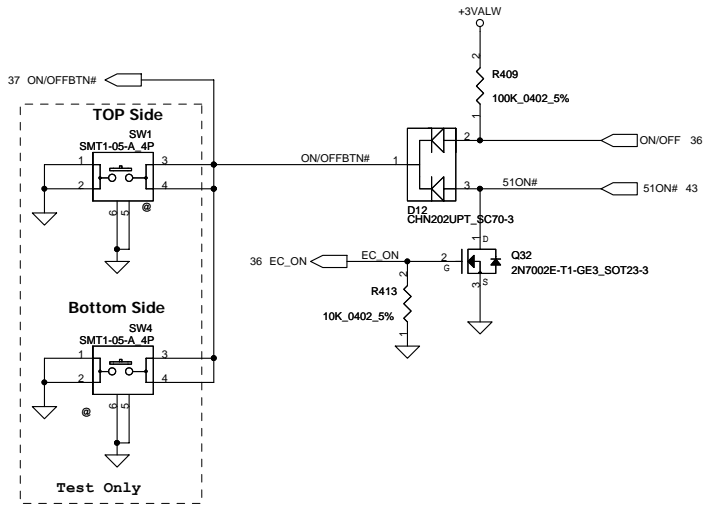 +3VALW
2
R409
100K_0402_5%
1
37 ON/OFFBTN#
TOP Side
SW1
SMT1-05-A_4P
1 3
2 4
6 5
@
ON/OFFBTN# 1
2 ON/OFF 36
3 51ON# 51ON# 43
D12
CHN202UPT_SC70-3
36 EC_ON EC_ON 2
G
1 D
Q32
2N7002E-T1-GE3_SOT23-3
3 S
2
R413
10K_0402_5%
1
Bottom Side
SW4
SMT1-05-A_4P
1 3
2 4
6 5
@
Test Only